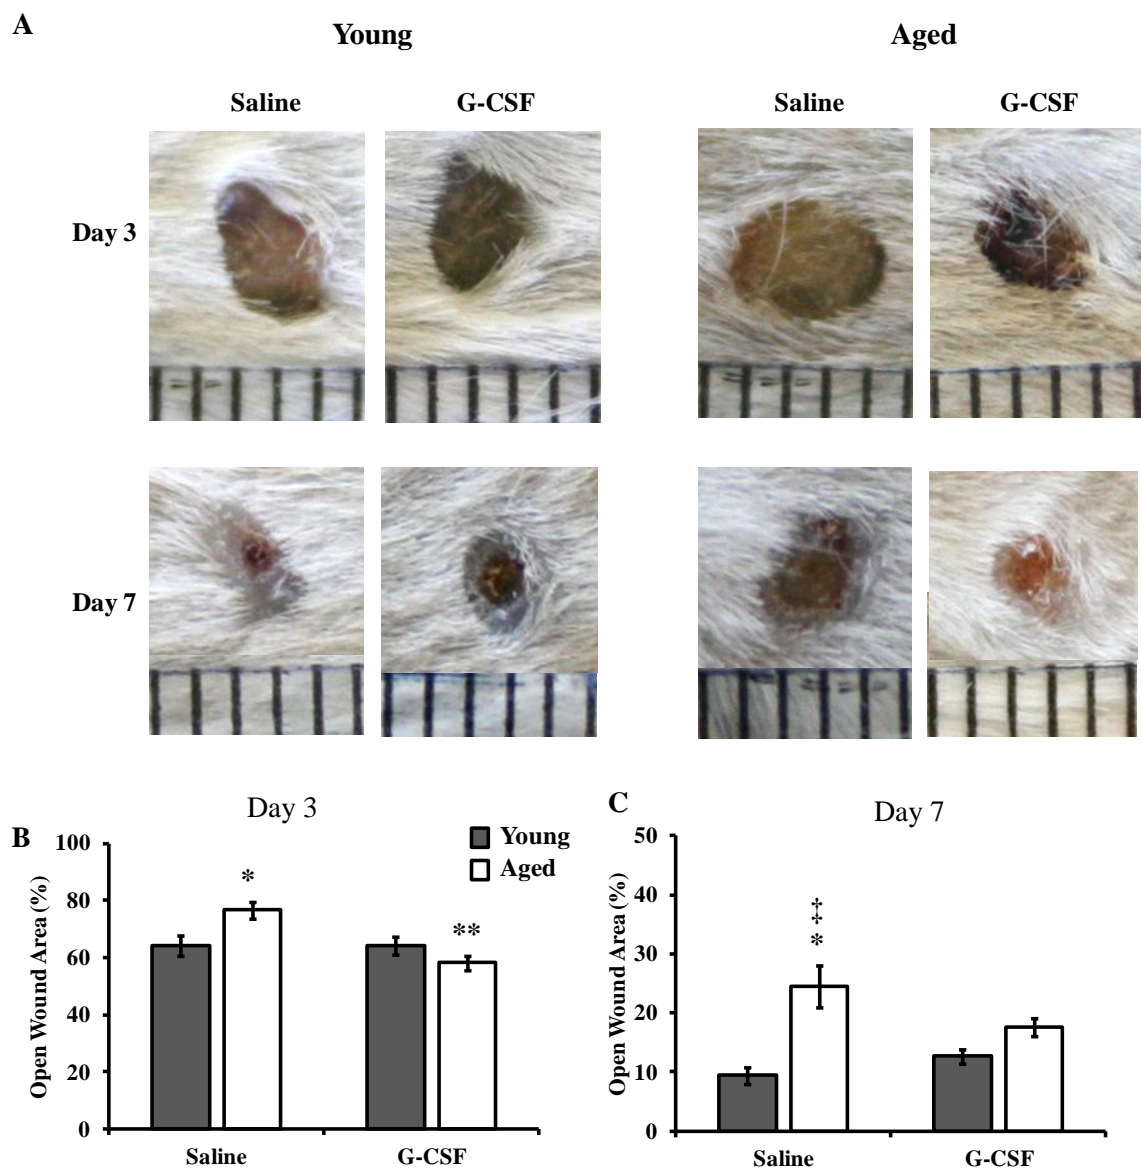 A
Young Aged
Saline G-CSF Saline G-CSF
Day 3
Day 7
B
Day 3
Young
Aged
Open Wound Area (%)
100
80
60
40
20
0
*
**
Saline G-CSF
C
Day 7
Open Wound Area (%)
50
40
30
20
10
0
‡
*
Saline G-CSF